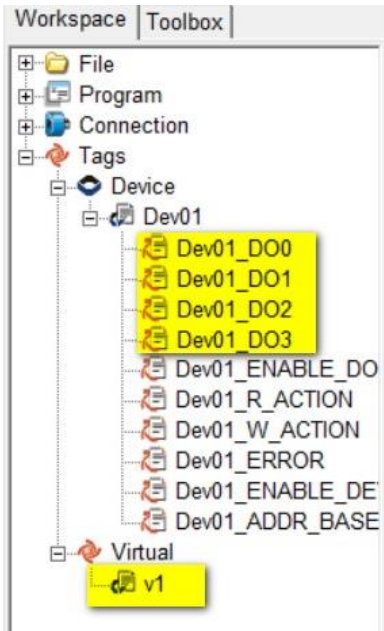 Workspace Toolbox
File
Program
Connection
Tags
Device
Dev01
Dev01_DO0
Dev01_DO1
Dev01_DO2
Dev01_DO3
Dev01_ENABLE_DO
Dev01_R_ACTION
Dev01_W_ACTION
Dev01_ERROR
Dev01_ENABLE_DE
Dev01_ADDR_BASE
Virtual
v1